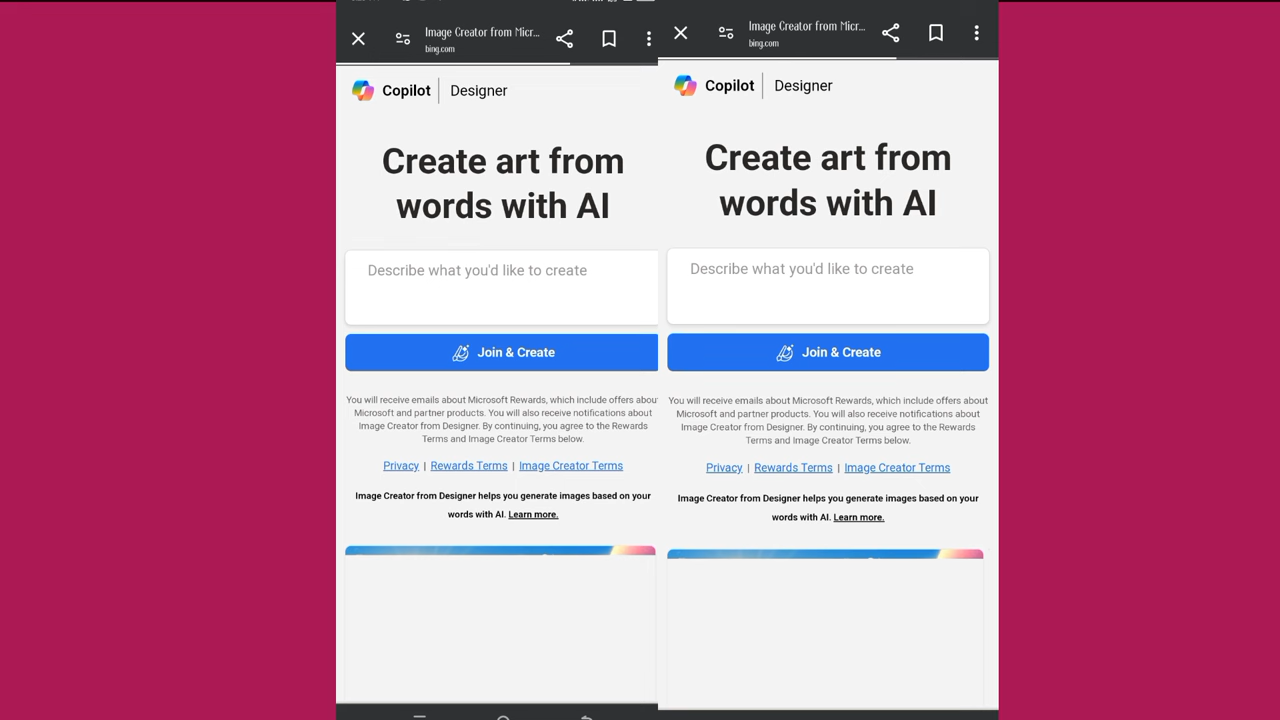 Image Creator from Micr...
bing.com
Copilot | Designer
Create art from
words with AI
Describe what you'd like to create
Join & Create
You will receive emails about Microsoft Rewards, which include offers about
Microsoft and partner products. You will also receive notifications about
Image Creator from Designer. By continuing, you agree to the Rewards
Terms and Image Creator Terms below.
Privacy | Rewards Terms | Image Creator Terms
Image Creator from Designer helps you generate images based on your
words with AI. Learn more.
Image Creator from Micr...
bing.com
Copilot | Designer
Create art from
words with AI
Describe what you'd like to create
Join & Create
You will receive emails about Microsoft Rewards, which include offers about
Microsoft and partner products. You will also receive notifications about
Image Creator from Designer. By continuing, you agree to the Rewards
Terms and Image Creator Terms below.
Privacy | Rewards Terms | Image Creator Terms
Image Creator from Designer helps you generate images based on your
words with AI. Learn more.